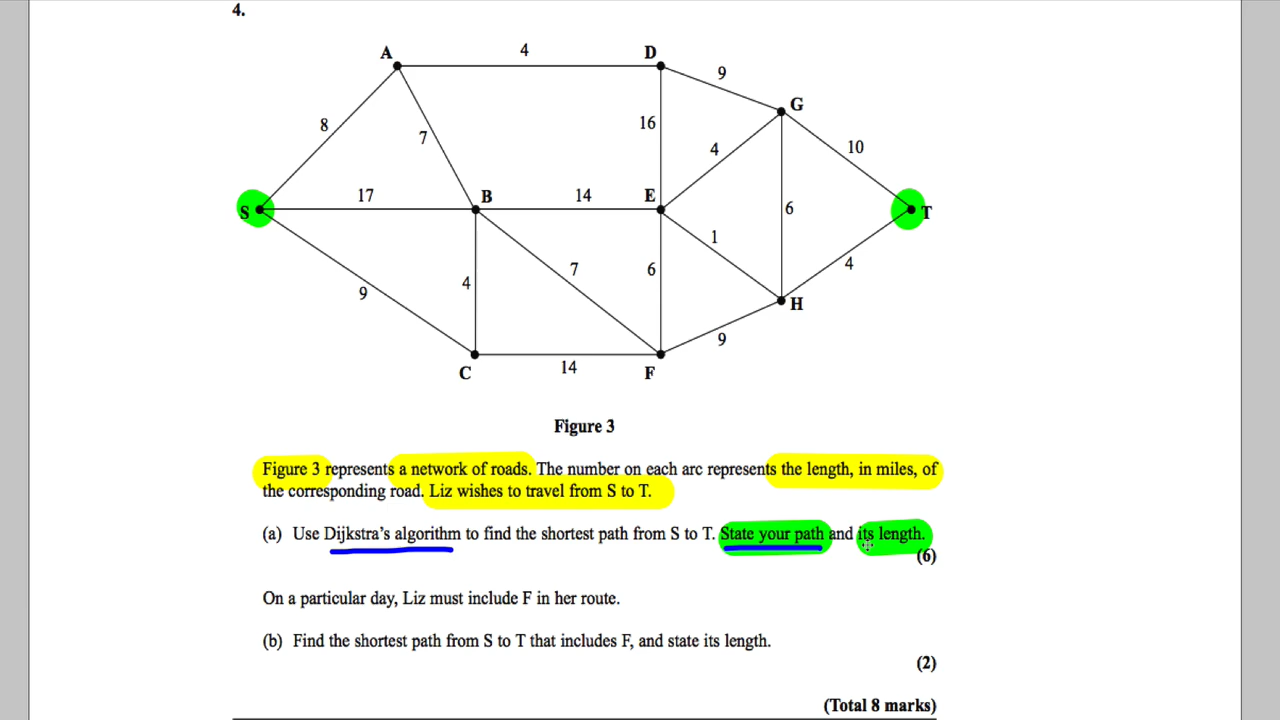 4.
A
4
D
9
G
8
7
16
4
10
S
17
B
14
E
6
T
9
4
7
6
1
4
H
9
C
14
F
Figure 3
Figure 3 represents a network of roads. The number on each arc represents the length, in miles, of
the corresponding road. Liz wishes to travel from S to T.
(a) Use Dijkstra’s algorithm to find the shortest path from S to T. State your path and its length.
(6)
On a particular day, Liz must include F in her route.
(b) Find the shortest path from S to T that includes F, and state its length.
(2)
(Total 8 marks)